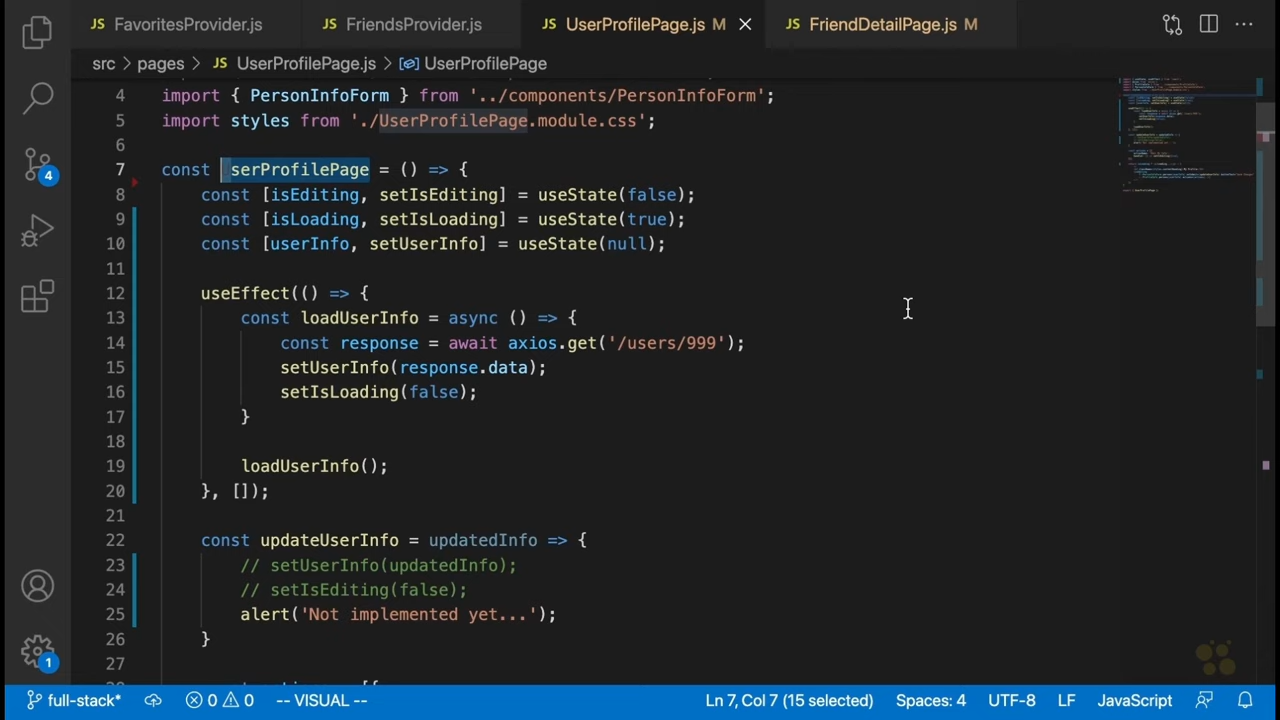 JS FavoritesProvider.js JS FriendsProvider.js JS UserProfilePage.js M JS FriendDetailPage.js M
src > pages > JS UserProfilePage.js > UserProfilePage
4 import { PersonInfoForm } './components/PersonInfoForm';
5 import styles from './UserProfilePage.module.css';
6
7 const serProfilePage = () => {
8 const [isEditing, setIsEditing] = useState(false);
9 const [isLoading, setIsLoading] = useState(true);
10 const [userInfo, setUserInfo] = useState(null);
11
12 useEffect(() => {
13 const loadUserInfo = async () => {
14 const response = await axios.get('/users/999');
15 setUserInfo(response.data);
16 setIsLoading(false);
17 }
18
19 loadUserInfo();
20 }, []);
21
22 const updateUserInfo = updatedInfo => {
23 // setUserInfo(updatedInfo);
24 // setIsEditing(false);
25 alert('Not implemented yet...');
26 }
27
4
1
full-stack* 0 0 -- VISUAL -- Ln 7, Col 7 (15 selected) Spaces: 4 UTF-8 LF JavaScript